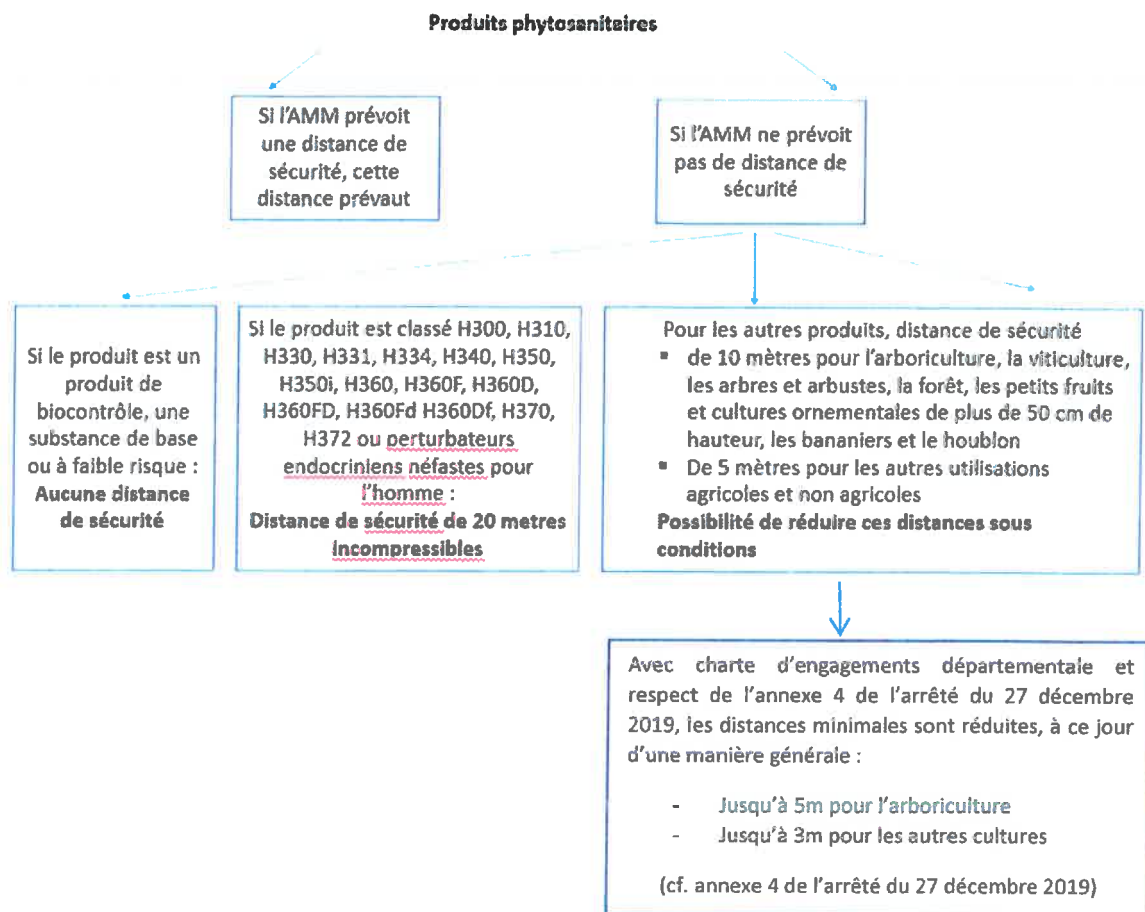 Produits phytosanitaires
Si l'AMM prévoit
une distance de
sécurité, cette
distance prévaut
Si l'AMM ne prévoit
pas de distance de
sécurité
Si le produit est un
produit de
biocontrôle, une
substance de base
ou à faible risque :
Aucune distance
de sécurité
Si le produit est classé H300, H310,
H330, H331, H334, H340, H350,
H350i, H360, H360F, H360D,
H360FD, H360Fd H360Df, H370,
H372 ou perturbateurs
endocriniens néfastes pour
l'homme :
Distance de sécurité de 20 metres
incompressibles
Pour les autres produits, distance de sécurité
▪ de 10 mètres pour l'arboriculture, la viticulture,
les arbres et arbustes, la forêt, les petits fruits
et cultures ornementales de plus de 50 cm de
hauteur, les bananiers et le houblon
▪ De 5 mètres pour les autres utilisations
agricoles et non agricoles
Possibilité de réduire ces distances sous
conditions
Avec charte d'engagements départementale et
respect de l'annexe 4 de l'arrêté du 27 décembre
2019, les distances minimales sont réduites, à ce jour
d'une manière générale :
- Jusqu'à 5m pour l'arboriculture
- Jusqu'à 3m pour les autres cultures
(cf. annexe 4 de l'arrêté du 27 décembre 2019)